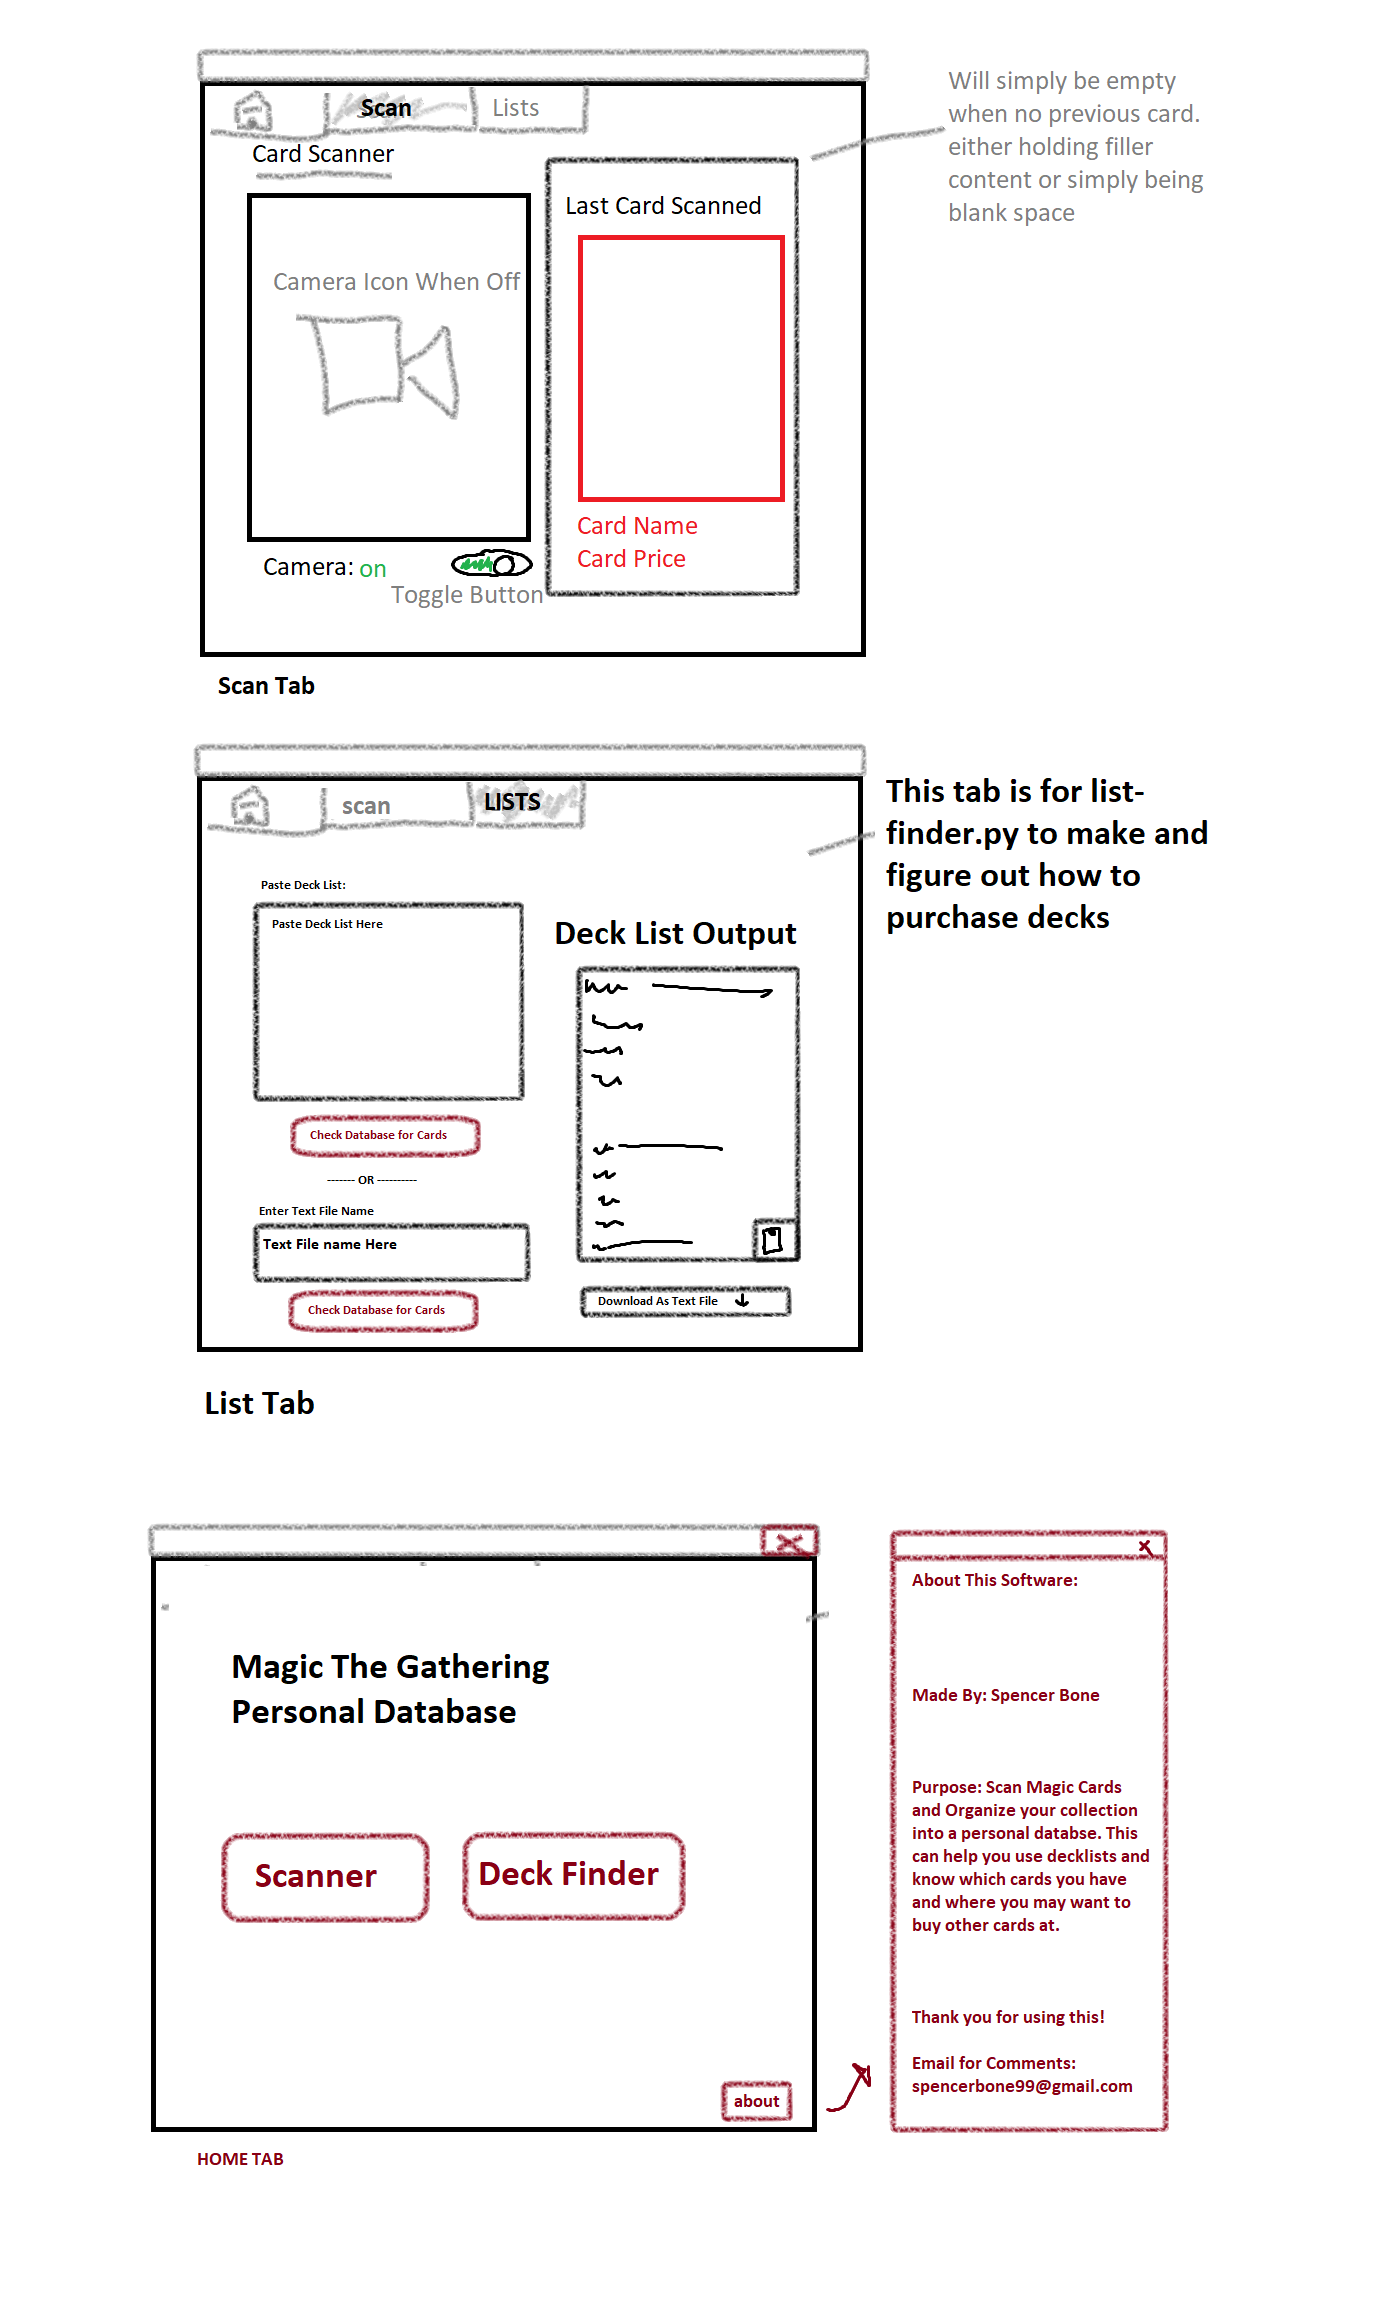 Scan
Lists
Card Scanner
Camera Icon When Off
Camera: on
Toggle Button
Last Card Scanned
Card Name
Card Price
Will simply be empty
when no previous card.
either holding filler
content or simply being
blank space
Scan Tab
scan
LISTS
Paste Deck List:
Paste Deck List Here
Check Database for Cards
------- OR ----------
Enter Text File Name
Text File name Here
Check Database for Cards
Deck List Output
Download As Text File
This tab is for list-
finder.py to make and
figure out how to
purchase decks
List Tab
Magic The Gathering
Personal Database
Scanner
Deck Finder
about
HOME TAB
About This Software:
Made By: Spencer Bone
Purpose: Scan Magic Cards
and Organize your collection
into a personal databse. This
can help you use decklists and
know which cards you have
and where you may want to
buy other cards at.
Thank you for using this!
Email for Comments:
spencerbone99@gmail.com